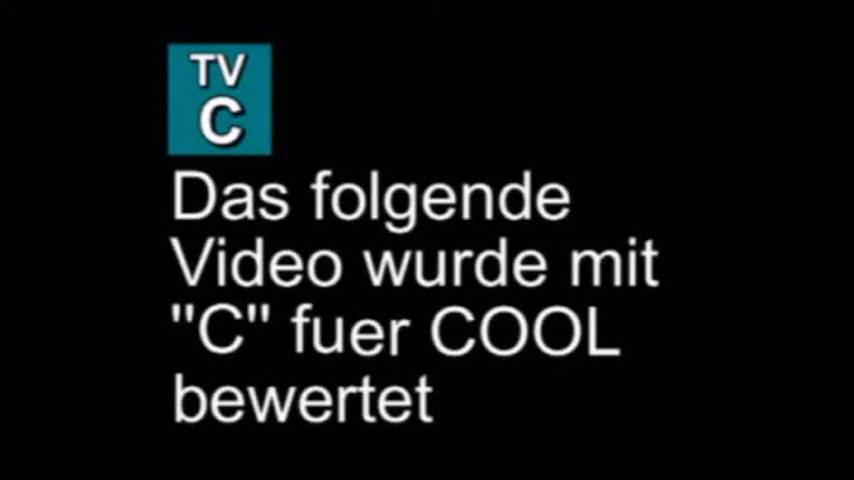 TV
C
Das folgende
Video wurde mit
"C" fuer COOL
bewertet